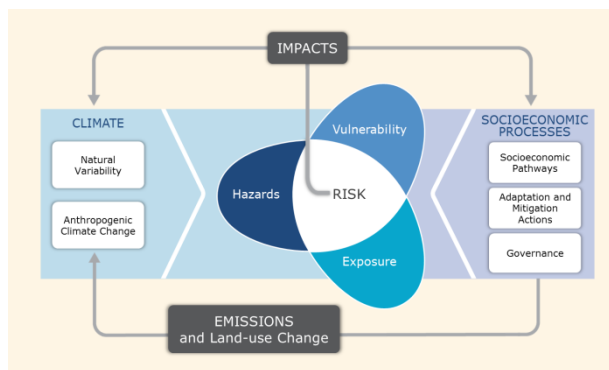 IMPACTS
CLIMATE
Natural
Variability
Anthropogenic
Climate Change
Vulnerability
Hazards
RISK
Exposure
SOCIOECONOMIC
PROCESSES
Socioeconomic
Pathways
Adaptation and
Mitigation
Actions
Governance
EMISSIONS
and Land-use Change